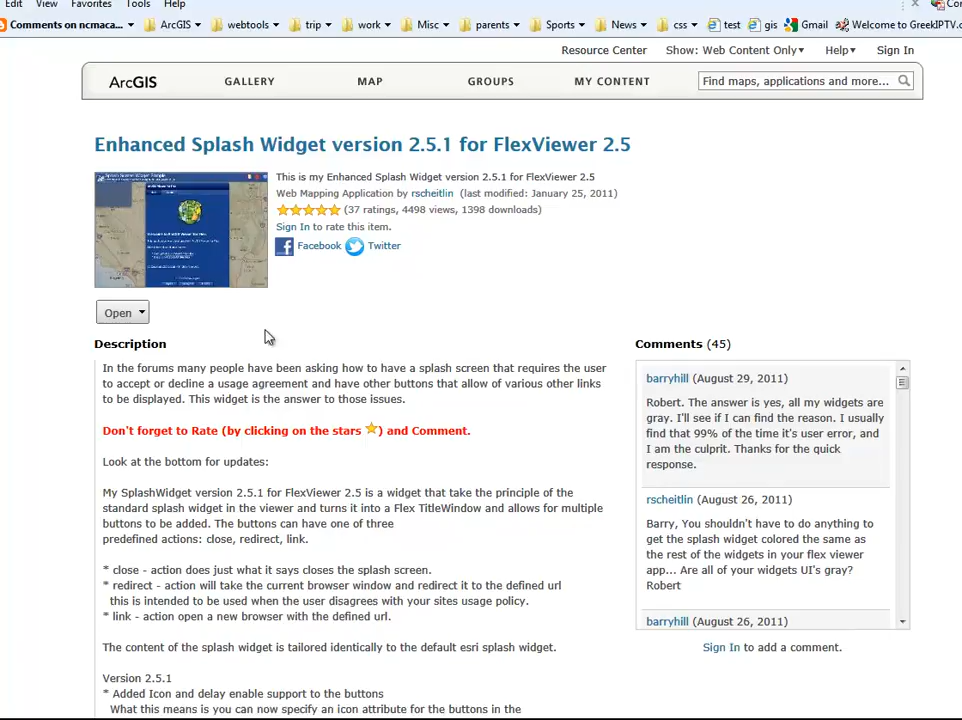 Edit View Favorites Tools Help
Comments on ncmaca... ArcGIS webtools trip work Misc parents Sports News css test gis Gmail Welcome to GreekIPTV.c
Resource Center Show: Web Content Only Help Sign In
ArcGIS GALLERY MAP GROUPS MY CONTENT Find maps, applications and more...
Enhanced Splash Widget version 2.5.1 for FlexViewer 2.5
This is my Enhanced Splash Widget version 2.5.1 for FlexViewer 2.5
Web Mapping Application by rscheitlin (last modified: January 25, 2011)
(37 ratings, 4498 views, 1398 downloads)
Sign In to rate this item.
Facebook Twitter
Open
Description
In the forums many people have been asking how to have a splash screen that requires the user
to accept or decline a usage agreement and have other buttons that allow of various other links
to be displayed. This widget is the answer to those issues.
Don't forget to Rate (by clicking on the stars ) and Comment.
Look at the bottom for updates:
My SplashWidget version 2.5.1 for FlexViewer 2.5 is a widget that take the principle of the
standard splash widget in the viewer and turns it into a Flex TitleWindow and allows for multiple
buttons to be added. The buttons can have one of three
predefined actions: close, redirect, link.
* close - action does just what it says closes the splash screen.
* redirect - action will take the current browser window and redirect it to the defined url
this is intended to be used when the user disagrees with your sites usage policy.
* link - action open a new browser with the defined url.
The content of the splash widget is tailored identically to the default esri splash widget.
Version 2.5.1
* Added Icon and delay enable support to the buttons
What this means is you can now specify an icon attribute for the buttons in the
Comments (45)
barryhill (August 29, 2011)
Robert. The answer is yes, all my widgets are
gray. I'll see if I can find the reason. I usually
find that 99% of the time it's user error, and
I am the culprit. Thanks for the quick
response.
rscheitlin (August 26, 2011)
Barry, You shouldn't have to do anything to
get the splash widget colored the same as
the rest of the widgets in your flex viewer
app... Are all of your widgets UI's gray?
Robert
barryhill (August 26, 2011)
Sign In to add a comment.